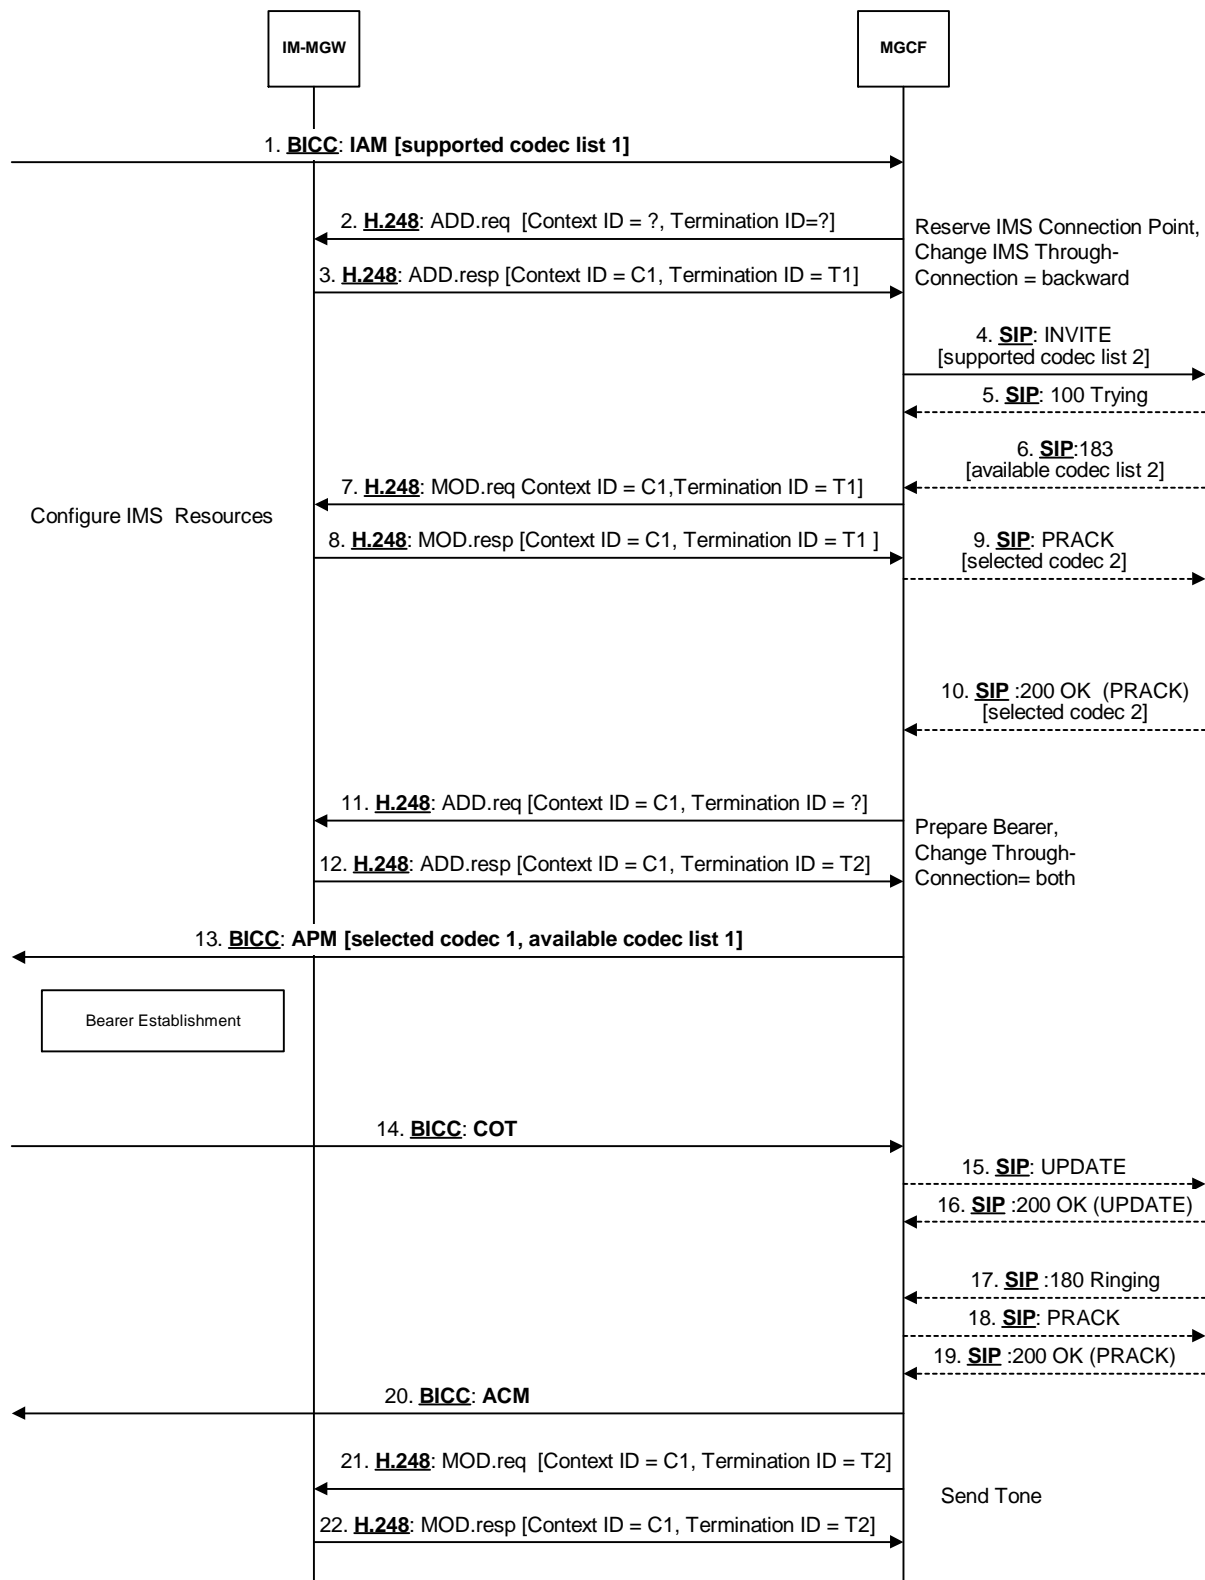 IM-MGW
MGCF
1. BICC: IAM [supported codec list 1]
2. H.248: ADD.req [Context ID = ?, Termination ID=?]
Reserve IMS Connection Point,
Change IMS Through-
Connection = backward
3. H.248: ADD.resp [Context ID = C1, Termination ID = T1]
4. SIP: INVITE
[supported codec list 2]
5. SIP: 100 Trying
6. SIP:183
[available codec list 2]
7. H.248: MOD.req Context ID = C1,Termination ID = T1]
Configure IMS Resources
8. H.248: MOD.resp [Context ID = C1, Termination ID = T1 ]
9. SIP: PRACK
[selected codec 2]
10. SIP :200 OK (PRACK)
[selected codec 2]
11. H.248: ADD.req [Context ID = C1, Termination ID = ?]
Prepare Bearer,
Change Through-
Connection= both
12. H.248: ADD.resp [Context ID = C1, Termination ID = T2]
13. BICC: APM [selected codec 1, available codec list 1]
Bearer Establishment
14. BICC: COT
15. SIP: UPDATE
16. SIP :200 OK (UPDATE)
17. SIP :180 Ringing
18. SIP: PRACK
19. SIP :200 OK (PRACK)
20. BICC: ACM
21. H.248: MOD.req [Context ID = C1, Termination ID = T2]
Send Tone
22. H.248: MOD.resp [Context ID = C1, Termination ID = T2]